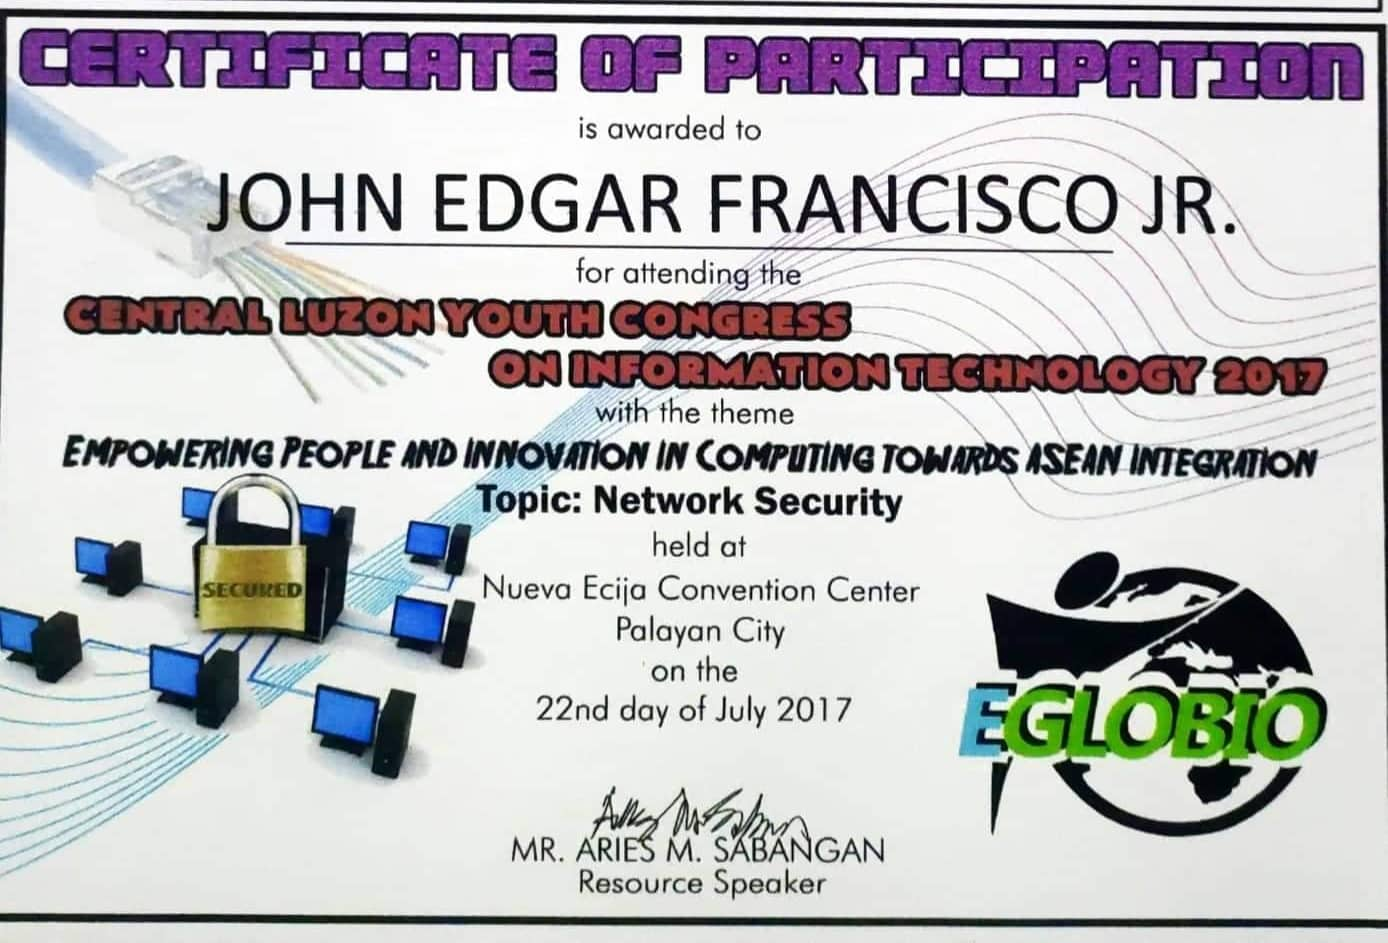 CERTIFICATE OF PARTICIPATION
is awarded to
JOHN EDGAR FRANCISCO JR.
for attending the
CENTRAL LUZON YOUTH CONGRESS
ON INFORMATION TECHNOLOGY 2017
with the theme
EMPOWERING PEOPLE AND INNOVATION IN COMPUTING TOWARDS ASEAN INTEGRATION
Topic: Network Security
held at
SECURED
Nueva Ecija Convention Center
Palayan City
on the
22nd day of July 2017
EGLOBIO
MR. ARIES M. SABANGAN
Resource Speaker